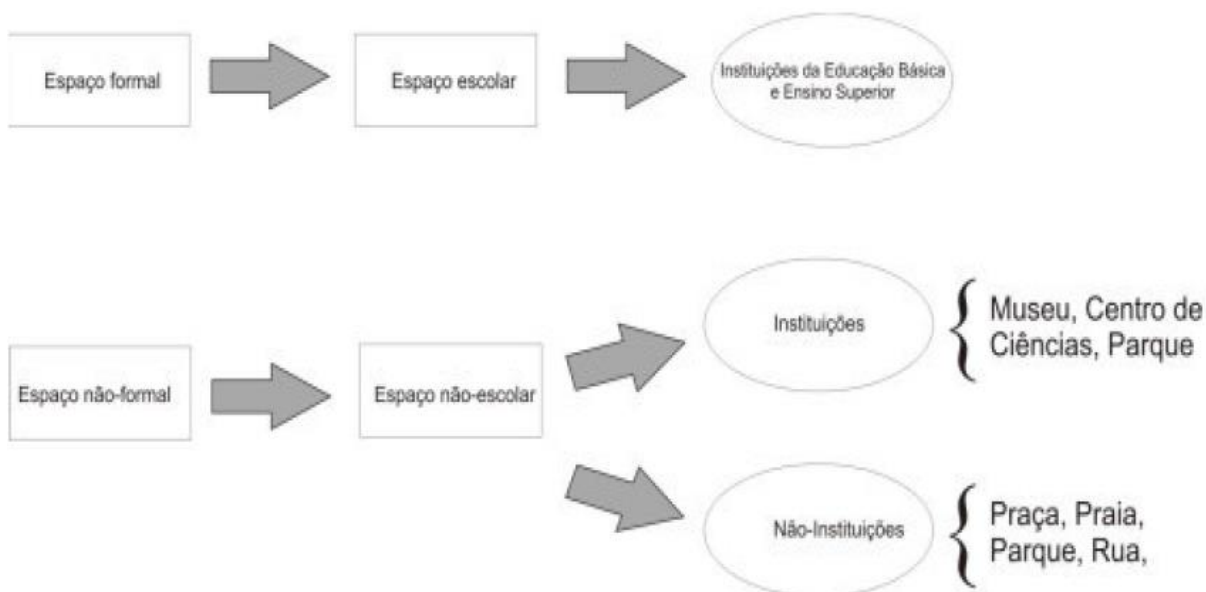 Espaço formal
Espaço escolar
Instituições da Educação Básica
e Ensino Superior
Espaço não-formal
Espaço não-escolar
Instituições
Museu, Centro de
Ciências, Parque
Não-Instituições
Praça, Praia,
Parque, Rua,